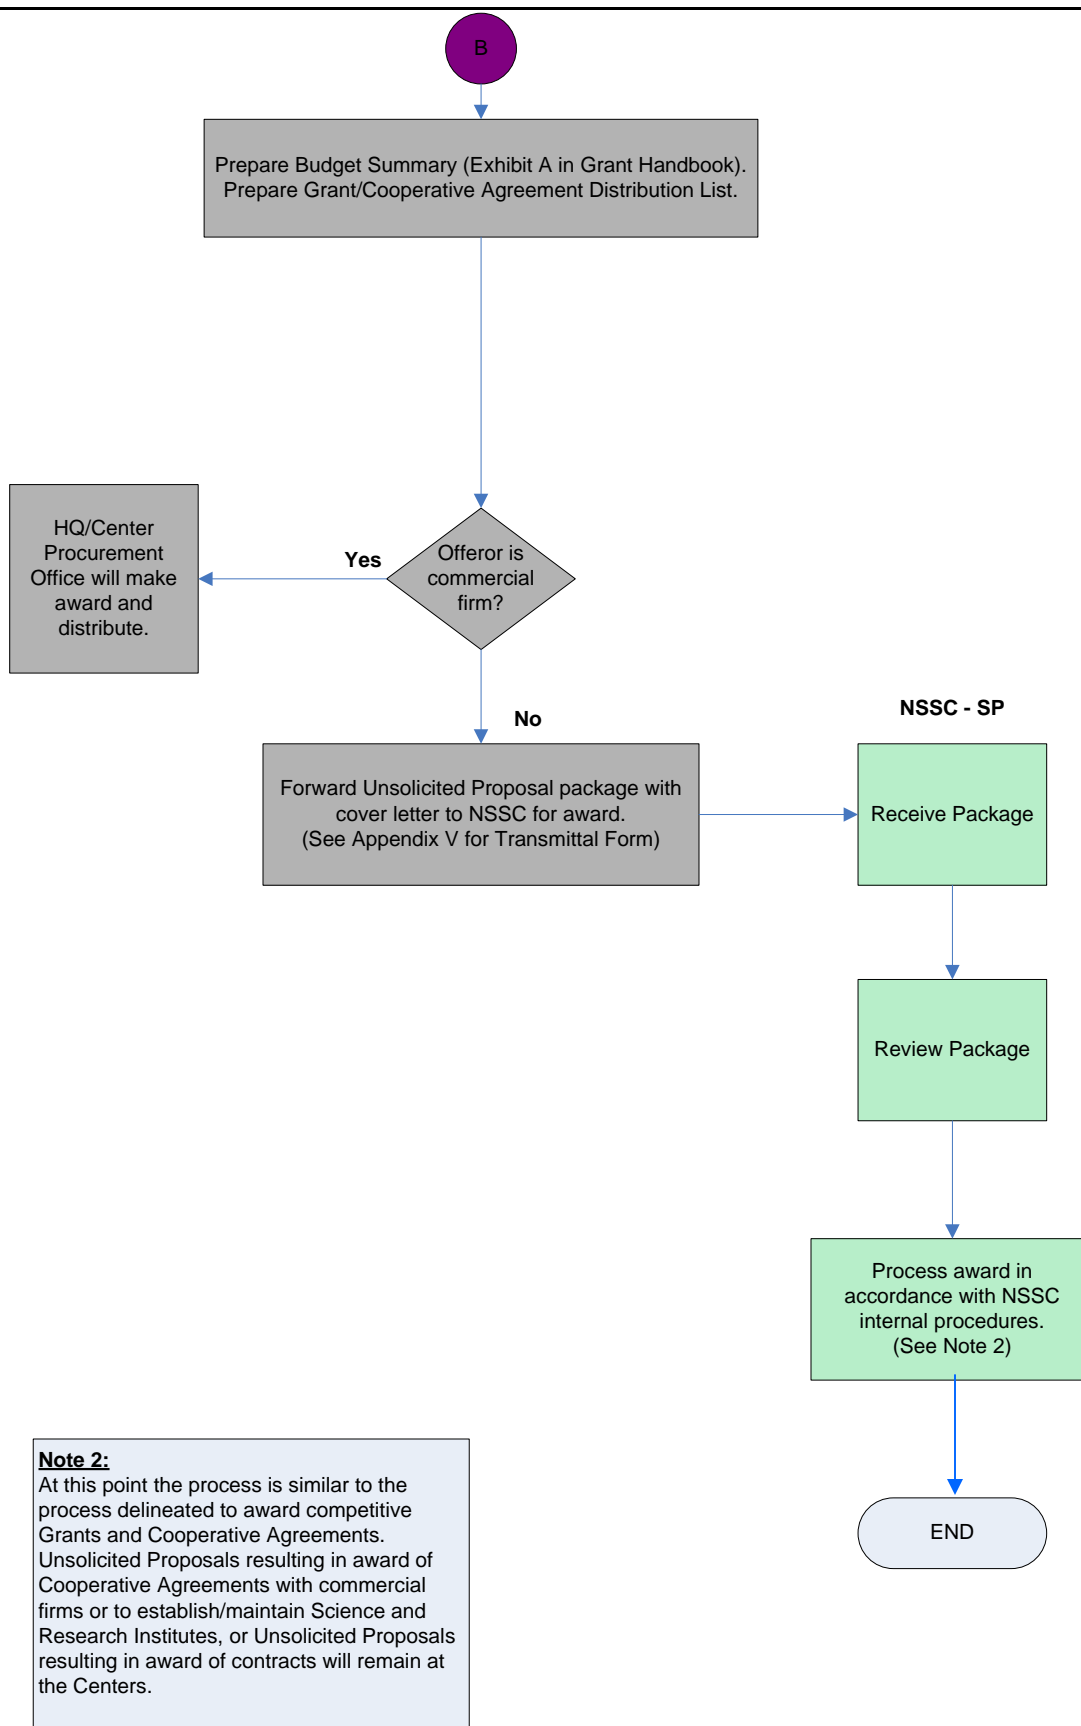 B
Prepare Budget Summary (Exhibit A in Grant Handbook).
Prepare Grant/Cooperative Agreement Distribution List.
HQ/Center
Procurement
Office will make
award and
distribute.
Yes
Offeror is
commercial
firm?
No
NSSC - SP
Forward Unsolicited Proposal package with
cover letter to NSSC for award.
(See Appendix V for Transmittal Form)
Receive Package
Review Package
Process award in
accordance with NSSC
internal procedures.
(See Note 2)
END
Note 2:
At this point the process is similar to the
process delineated to award competitive
Grants and Cooperative Agreements.
Unsolicited Proposals resulting in award of
Cooperative Agreements with commercial
firms or to establish/maintain Science and
Research Institutes, or Unsolicited Proposals
resulting in award of contracts will remain at
the Centers.